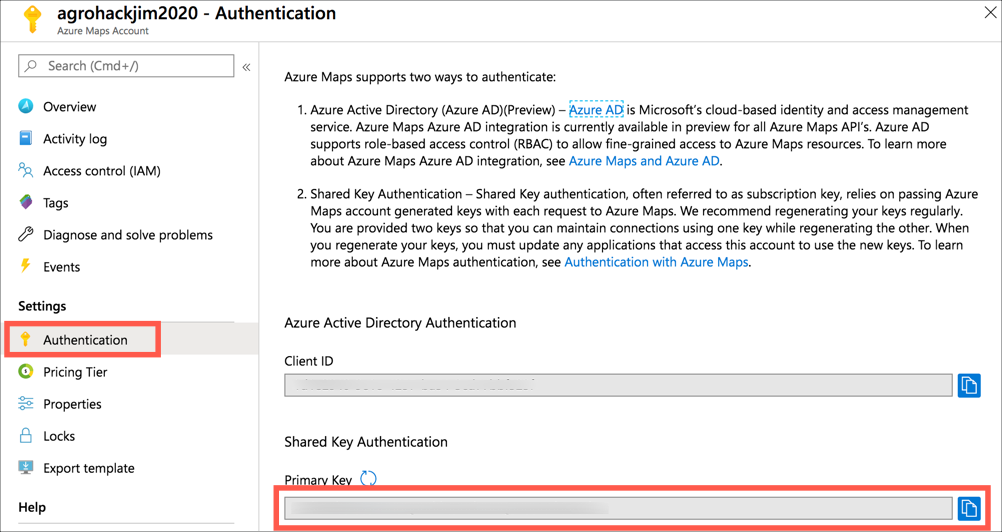 agrohackjim2020 - Authentication
Azure Maps Account
Search (Cmd+/)
«
Overview
Activity log
Access control (IAM)
Tags
Diagnose and solve problems
Events
Settings
Authentication
Pricing Tier
Properties
Locks
Export template
Help
Azure Maps supports two ways to authenticate:
1. Azure Active Directory (Azure AD)(Preview) – Azure AD is Microsoft's cloud-based identity and access management
service. Azure Maps Azure AD integration is currently available in preview for all Azure Maps API's. Azure AD
supports role-based access control (RBAC) to allow fine-grained access to Azure Maps resources. To learn more
about Azure Maps Azure AD integration, see Azure Maps and Azure AD.
2. Shared Key Authentication – Shared Key authentication, often referred to as subscription key, relies on passing Azure
Maps account generated keys with each request to Azure Maps. We recommend regenerating your keys regularly.
You are provided two keys so that you can maintain connections using one key while regenerating the other. When
you regenerate your keys, you must update any applications that access this account to use the new keys. To learn
more about Azure Maps authentication, see Authentication with Azure Maps.
Azure Active Directory Authentication
Client ID
Shared Key Authentication
Primary Key